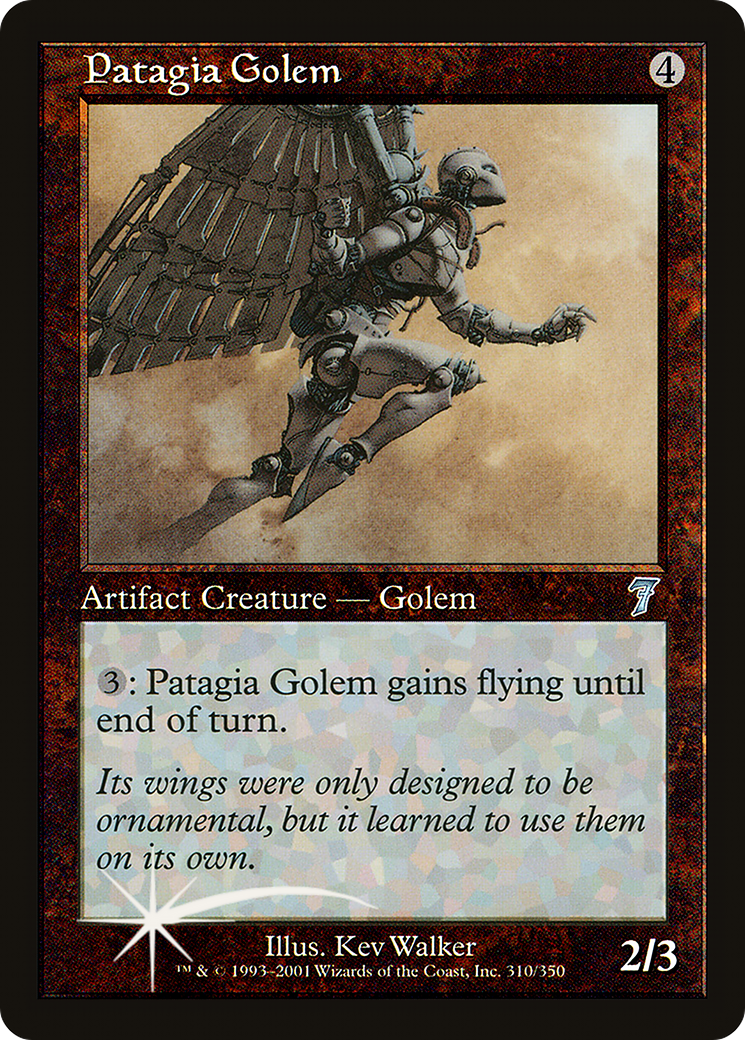 Patagia Golem
4
Artifact Creature — Golem
7
3: Patagia Golem gains flying until
end of turn.
Its wings were only designed to be
ornamental, but it learned to use them
on its own.
Illus. Kev Walker
2/3
™ & © 1993–2001 Wizards of the Coast, Inc. 310/350